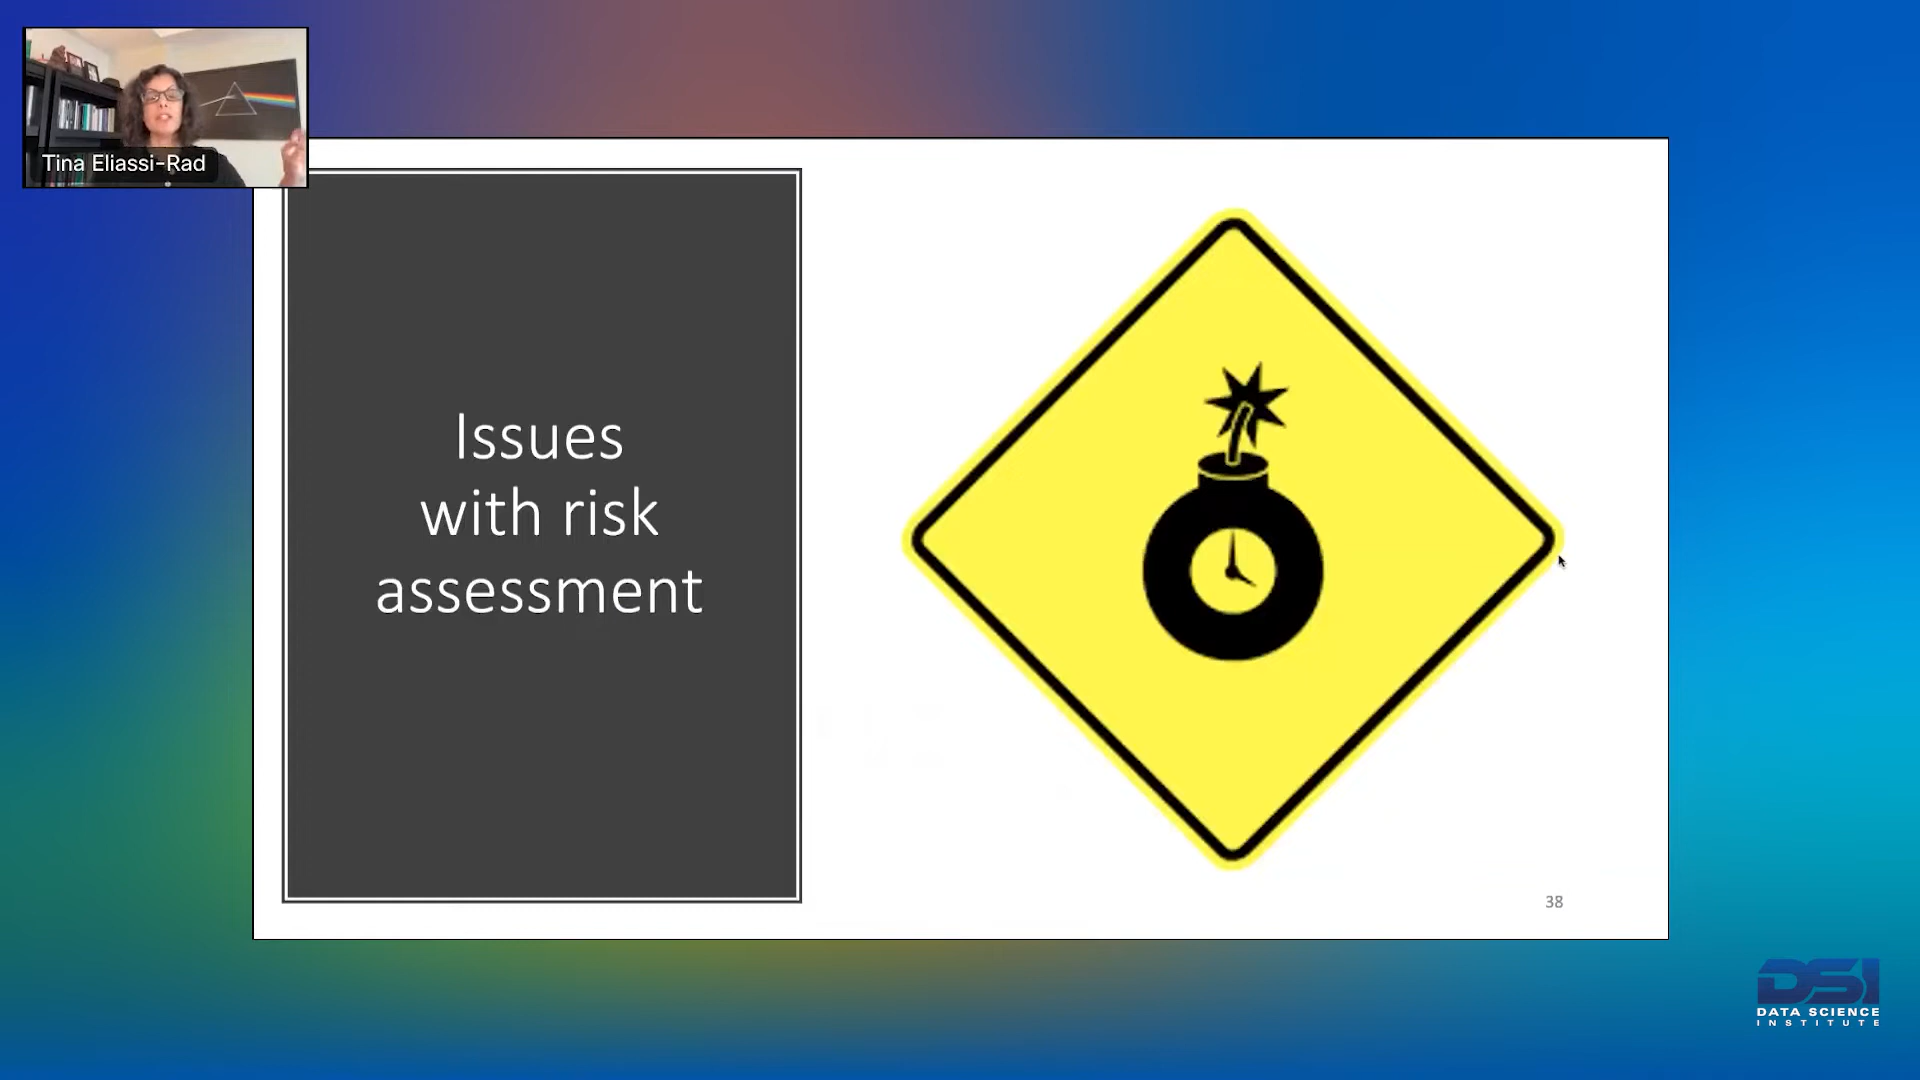 Tina Eliassi-Rad
Issues
with risk
assessment
38
DSI
DATA SCIENCE
INSTITUTE